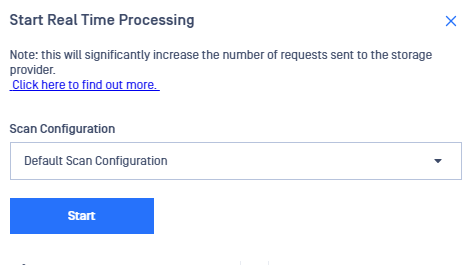 Start Real Time Processing
Note: this will significantly increase the number of requests sent to the storage
provider.
Click here to find out more.
Scan Configuration
Default Scan Configuration
Start